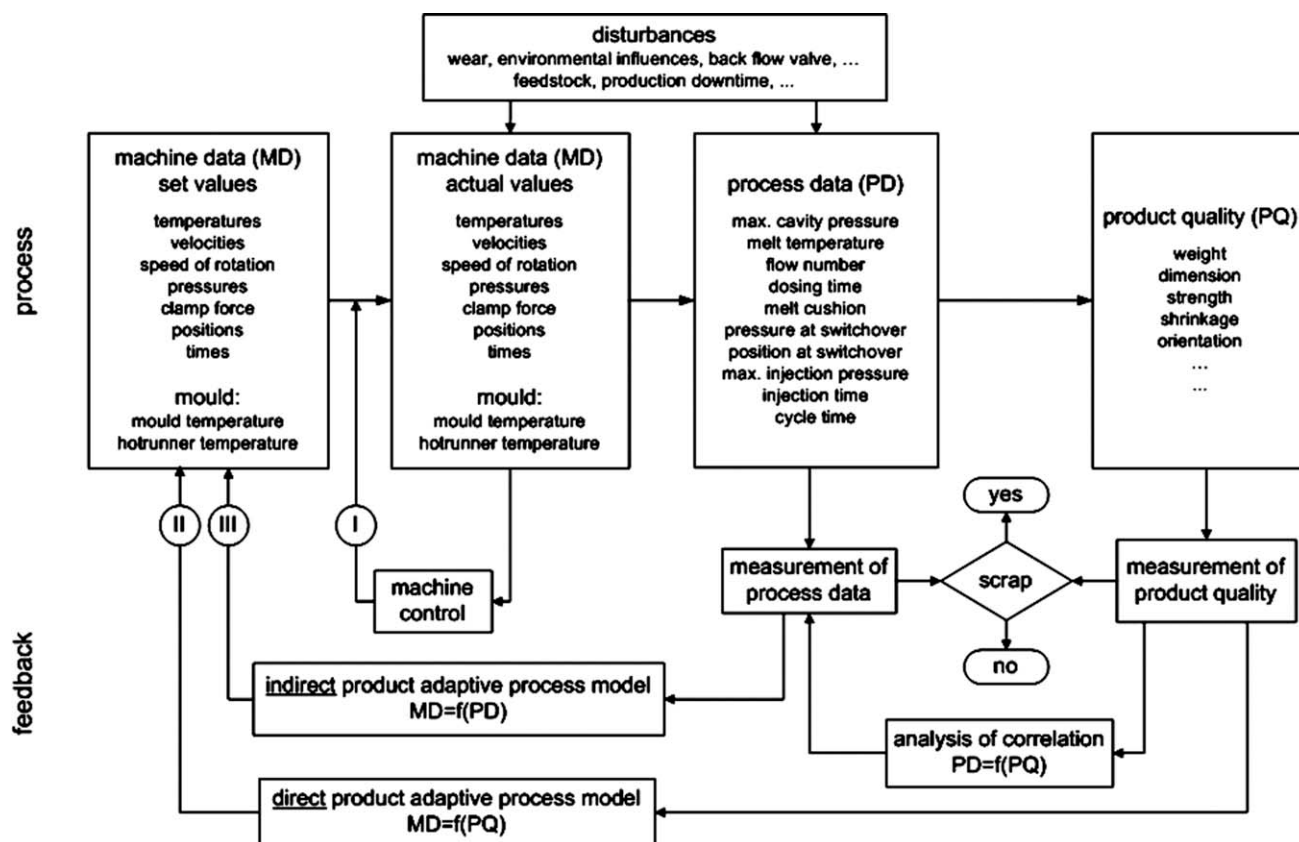 disturbances
wear, environmental influences, back flow valve, ...
feedstock, production downtime, ...
process
machine data (MD)
set values
temperatures
velocities
speed of rotation
pressures
clamp force
positions
times
mould:
mould temperature
hotrunner temperature
machine data (MD)
actual values
temperatures
velocities
speed of rotation
pressures
clamp force
positions
times
mould:
mould temperature
hotrunner temperature
process data (PD)
max. cavity pressure
melt temperature
flow number
dosing time
melt cushion
pressure at switchover
position at switchover
max. injection pressure
injection time
cycle time
product quality (PQ)
weight
dimension
strength
shrinkage
orientation
...
...
feedback
II
III
I
machine
control
measurement of
process data
yes
scrap
no
measurement of
product quality
indirect product adaptive process model
MD=f(PD)
analysis of correlation
PD=f(PQ)
direct product adaptive process model
MD=f(PQ)